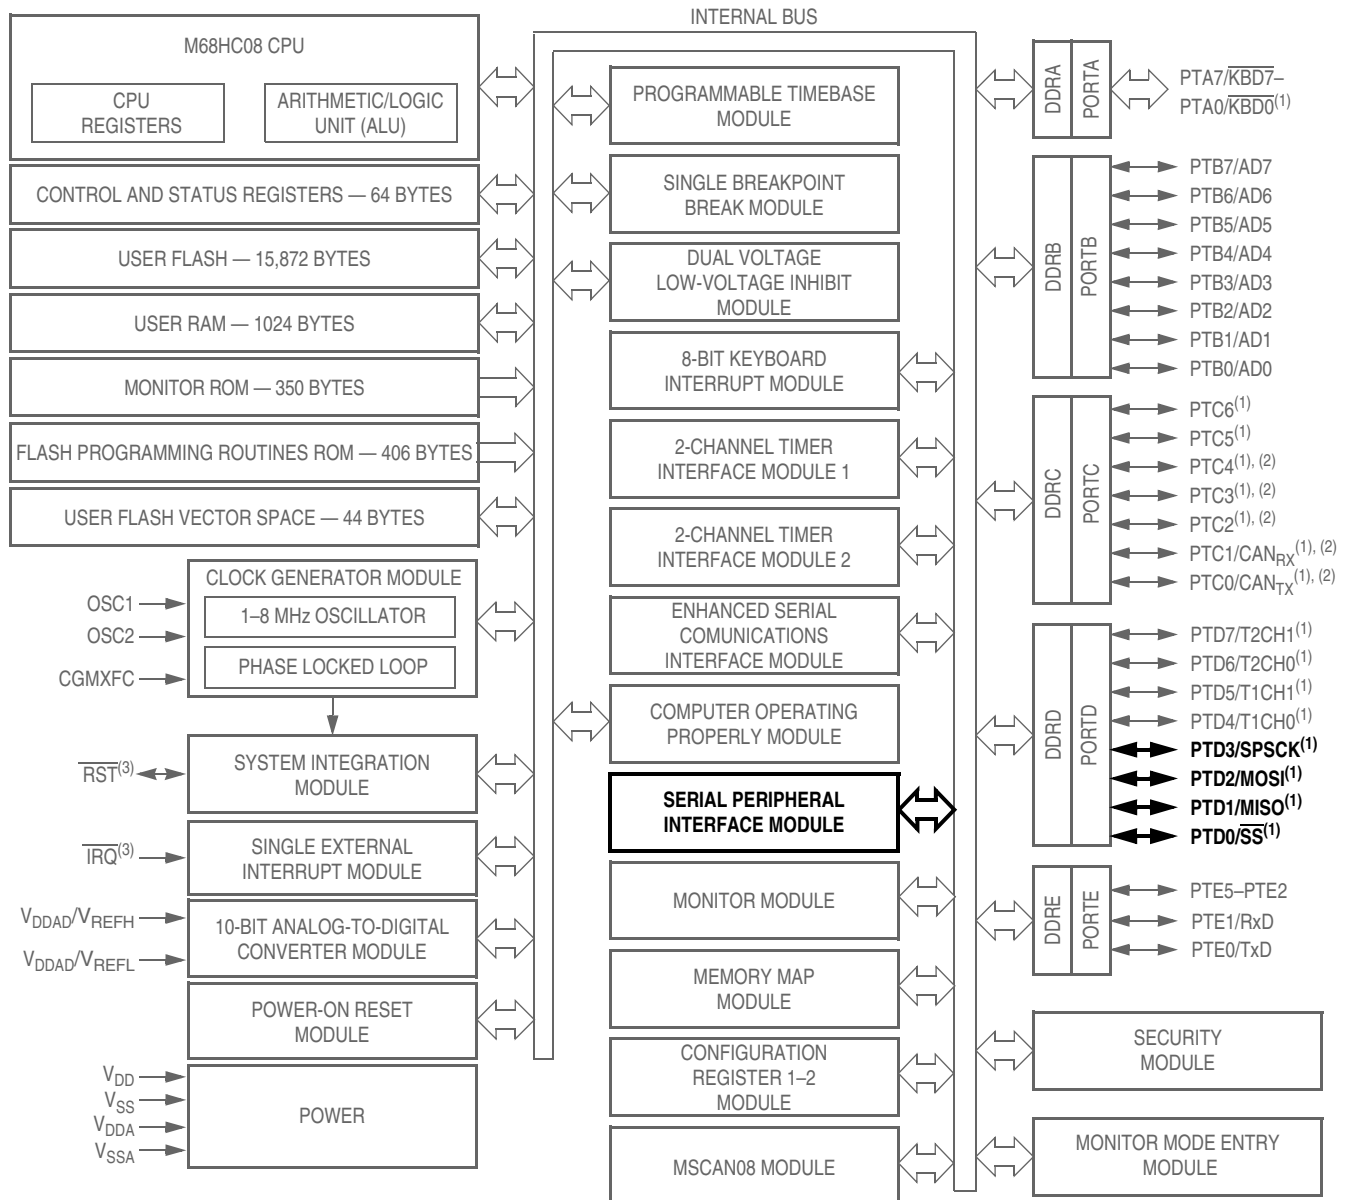 INTERNAL BUS
M68HC08 CPU
CPU
REGISTERS
ARITHMETIC/LOGIC
UNIT (ALU)
CONTROL AND STATUS REGISTERS — 64 BYTES
USER FLASH — 15,872 BYTES
USER RAM — 1024 BYTES
MONITOR ROM — 350 BYTES
FLASH PROGRAMMING ROUTINES ROM — 406 BYTES
USER FLASH VECTOR SPACE — 44 BYTES
CLOCK GENERATOR MODULE
1–8 MHz OSCILLATOR
PHASE LOCKED LOOP
OSC1
OSC2
CGMXFC
SYSTEM INTEGRATION
MODULE
RST(3)
SINGLE EXTERNAL
INTERRUPT MODULE
IRQ(3)
10-BIT ANALOG-TO-DIGITAL
CONVERTER MODULE
VDDAD/VREFH
VDDAD/VREFL
POWER-ON RESET
MODULE
POWER
VDD
VSS
VDDA
VSSA
PROGRAMMABLE TIMEBASE
MODULE
SINGLE BREAKPOINT
BREAK MODULE
DUAL VOLTAGE
LOW-VOLTAGE INHIBIT
MODULE
8-BIT KEYBOARD
INTERRUPT MODULE
2-CHANNEL TIMER
INTERFACE MODULE 1
2-CHANNEL TIMER
INTERFACE MODULE 2
ENHANCED SERIAL
COMUNICATIONS
INTERFACE MODULE
COMPUTER OPERATING
PROPERLY MODULE
SERIAL PERIPHERAL
INTERFACE MODULE
MONITOR MODULE
MEMORY MAP
MODULE
CONFIGURATION
REGISTER 1–2
MODULE
MSCAN08 MODULE
DDRA
PORTA
PTA7/KBD7–
PTA0/KBD0(1)
DDRB
PORTB
PTB7/AD7
PTB6/AD6
PTB5/AD5
PTB4/AD4
PTB3/AD3
PTB2/AD2
PTB1/AD1
PTB0/AD0
DDRC
PORTC
PTC6(1)
PTC5(1)
PTC4(1), (2)
PTC3(1), (2)
PTC2(1), (2)
PTC1/CANRX(1), (2)
PTC0/CANTX(1), (2)
DDRD
PORTD
PTD7/T2CH1(1)
PTD6/T2CH0(1)
PTD5/T1CH1(1)
PTD4/T1CH0(1)
PTD3/SPSCK(1)
PTD2/MOSI(1)
PTD1/MISO(1)
PTD0/SS(1)
DDRE
PORTE
PTE5–PTE2
PTE1/RxD
PTE0/TxD
SECURITY
MODULE
MONITOR MODE ENTRY
MODULE